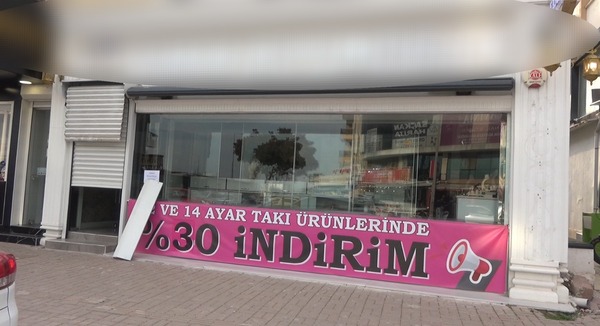 VE 14 AYAR TAKI ÜRÜNLERİNDE
%30 İNDİRİM